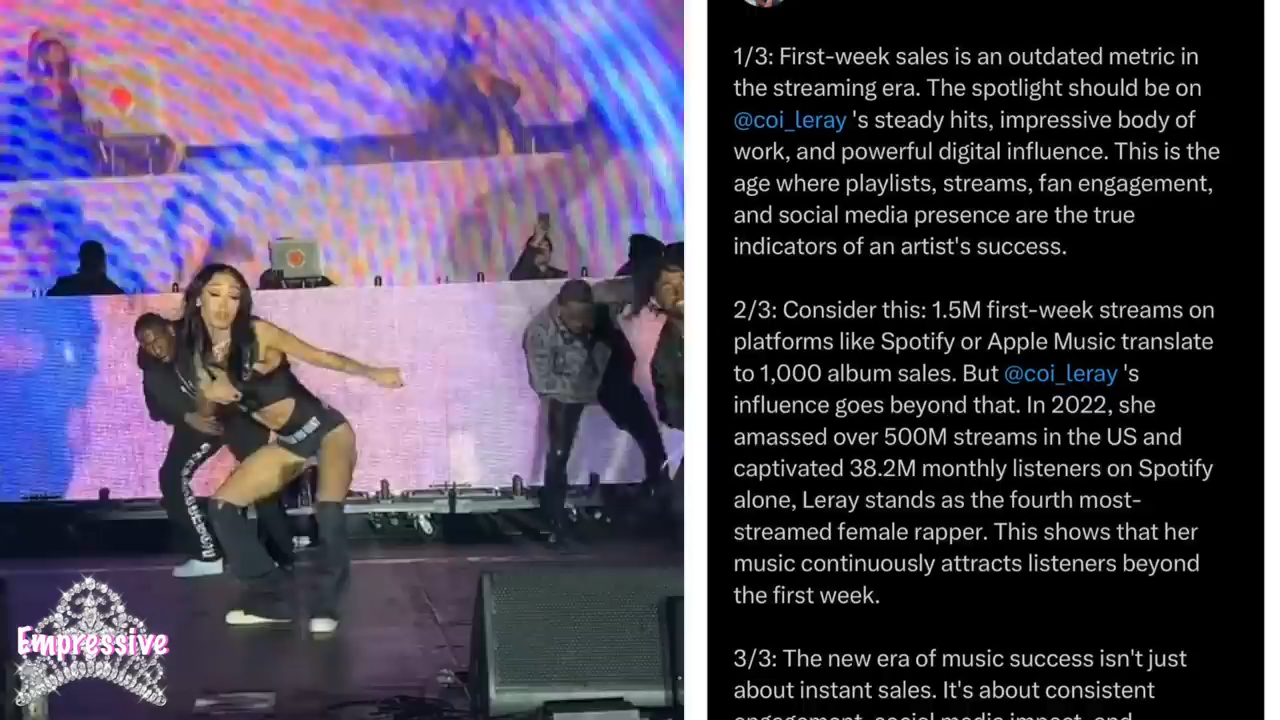 1/3: First-week sales is an outdated metric in
the streaming era. The spotlight should be on
@coi_leray 's steady hits, impressive body of
work, and powerful digital influence. This is the
age where playlists, streams, fan engagement,
and social media presence are the true
indicators of an artist's success.
2/3: Consider this: 1.5M first-week streams on
platforms like Spotify or Apple Music translate
to 1,000 album sales. But @coi_leray 's
influence goes beyond that. In 2022, she
amassed over 500M streams in the US and
captivated 38.2M monthly listeners on Spotify
alone, Leray stands as the fourth most-
streamed female rapper. This shows that her
music continuously attracts listeners beyond
the first week.
3/3: The new era of music success isn't just
about instant sales. It's about consistent
engagement, social media impact, and
Empressive